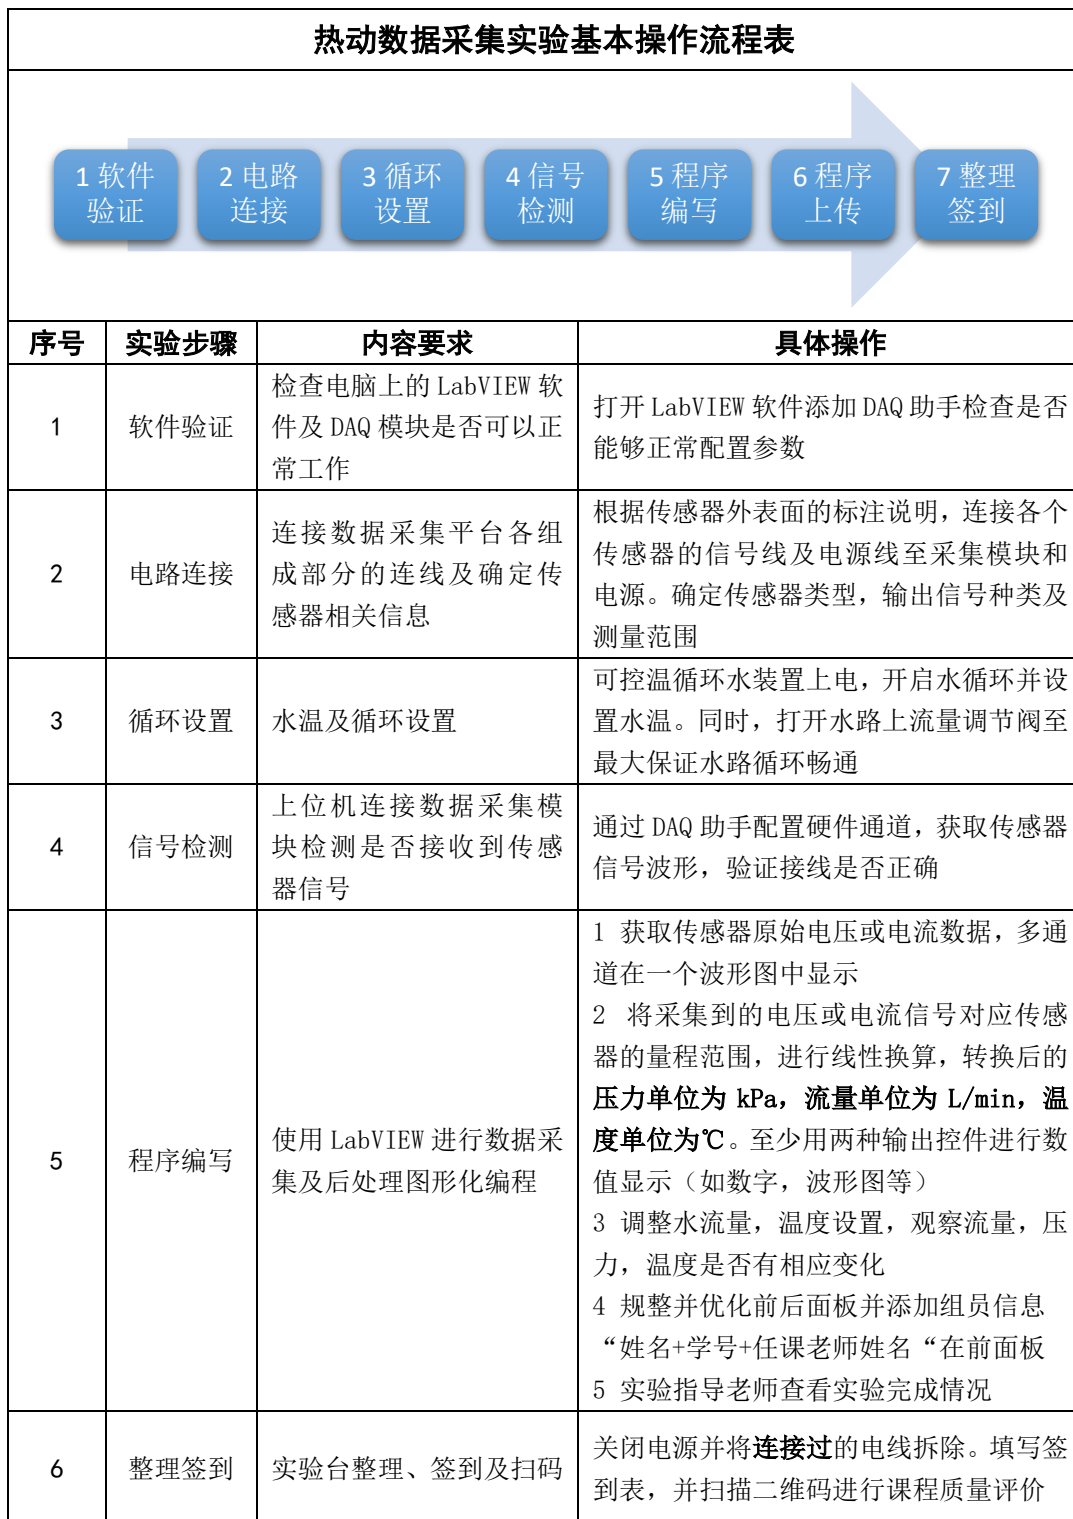 热动数据采集实验基本操作流程表
1 软件
验证
2 电路
连接
3 循环
设置
4 信号
检测
5 程序
编写
6 程序
上传
7 整理
签到
序号
实验步骤
内容要求
具体操作
1
软件验证
检查电脑上的 LabVIEW 软
件及 DAQ 模块是否可以正
常工作
打开 LabVIEW 软件添加 DAQ 助手检查是否
能够正常配置参数
2
电路连接
连接数据采集平台各组
成部分的连线及确定传
感器相关信息
根据传感器外表面的标注说明，连接各个
传感器的信号线及电源线至采集模块和
电源。确定传感器类型，输出信号种类及
测量范围
3
循环设置
水温及循环设置
可控温循环水装置上电，开启水循环并设
置水温。同时，打开水路上流量调节阀至
最大保证水路循环畅通
4
信号检测
上位机连接数据采集模
块检测是否接收到传感
器信号
通过 DAQ 助手配置硬件通道，获取传感器
信号波形，验证接线是否正确
5
程序编写
使用 LabVIEW 进行数据采
集及后处理图形化编程
1 获取传感器原始电压或电流数据，多通
道在一个波形图中显示
2 将采集到的电压或电流信号对应传感
器的量程范围，进行线性换算，转换后的
压力单位为 kPa，流量单位为 L/min，温
度单位为℃。至少用两种输出控件进行数
值显示（如数字，波形图等）
3 调整水流量，温度设置，观察流量，压
力，温度是否有相应变化
4 规整并优化前后面板并添加组员信息
“姓名+学号+任课老师姓名“在前面板
5 实验指导老师查看实验完成情况
6
整理签到
实验台整理、签到及扫码
关闭电源并将连接过的电线拆除。填写签
到表，并扫描二维码进行课程质量评价